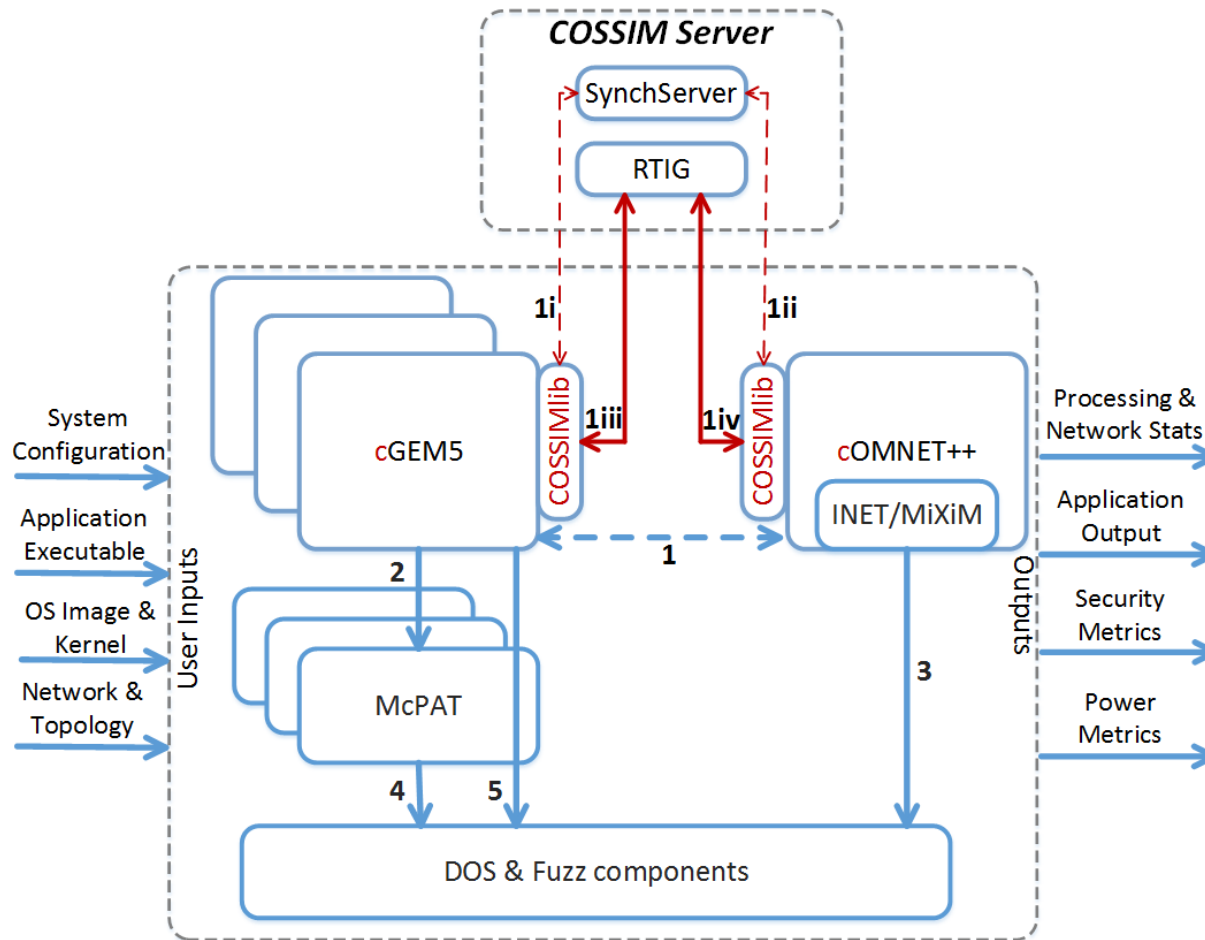 COSSIM Server
SynchServer
RTIG
1i
1ii
1iii
1iv
COSSIMlib
COSSIMlib
cGEM5
cOMNET++
INET/MiXiM
1
2
3
McPAT
4
5
DOS & Fuzz components
System
Configuration
Application
Executable
OS Image &
Kernel
Network &
Topology
User Inputs
Outputs
Processing &
Network Stats
Application
Output
Security
Metrics
Power
Metrics